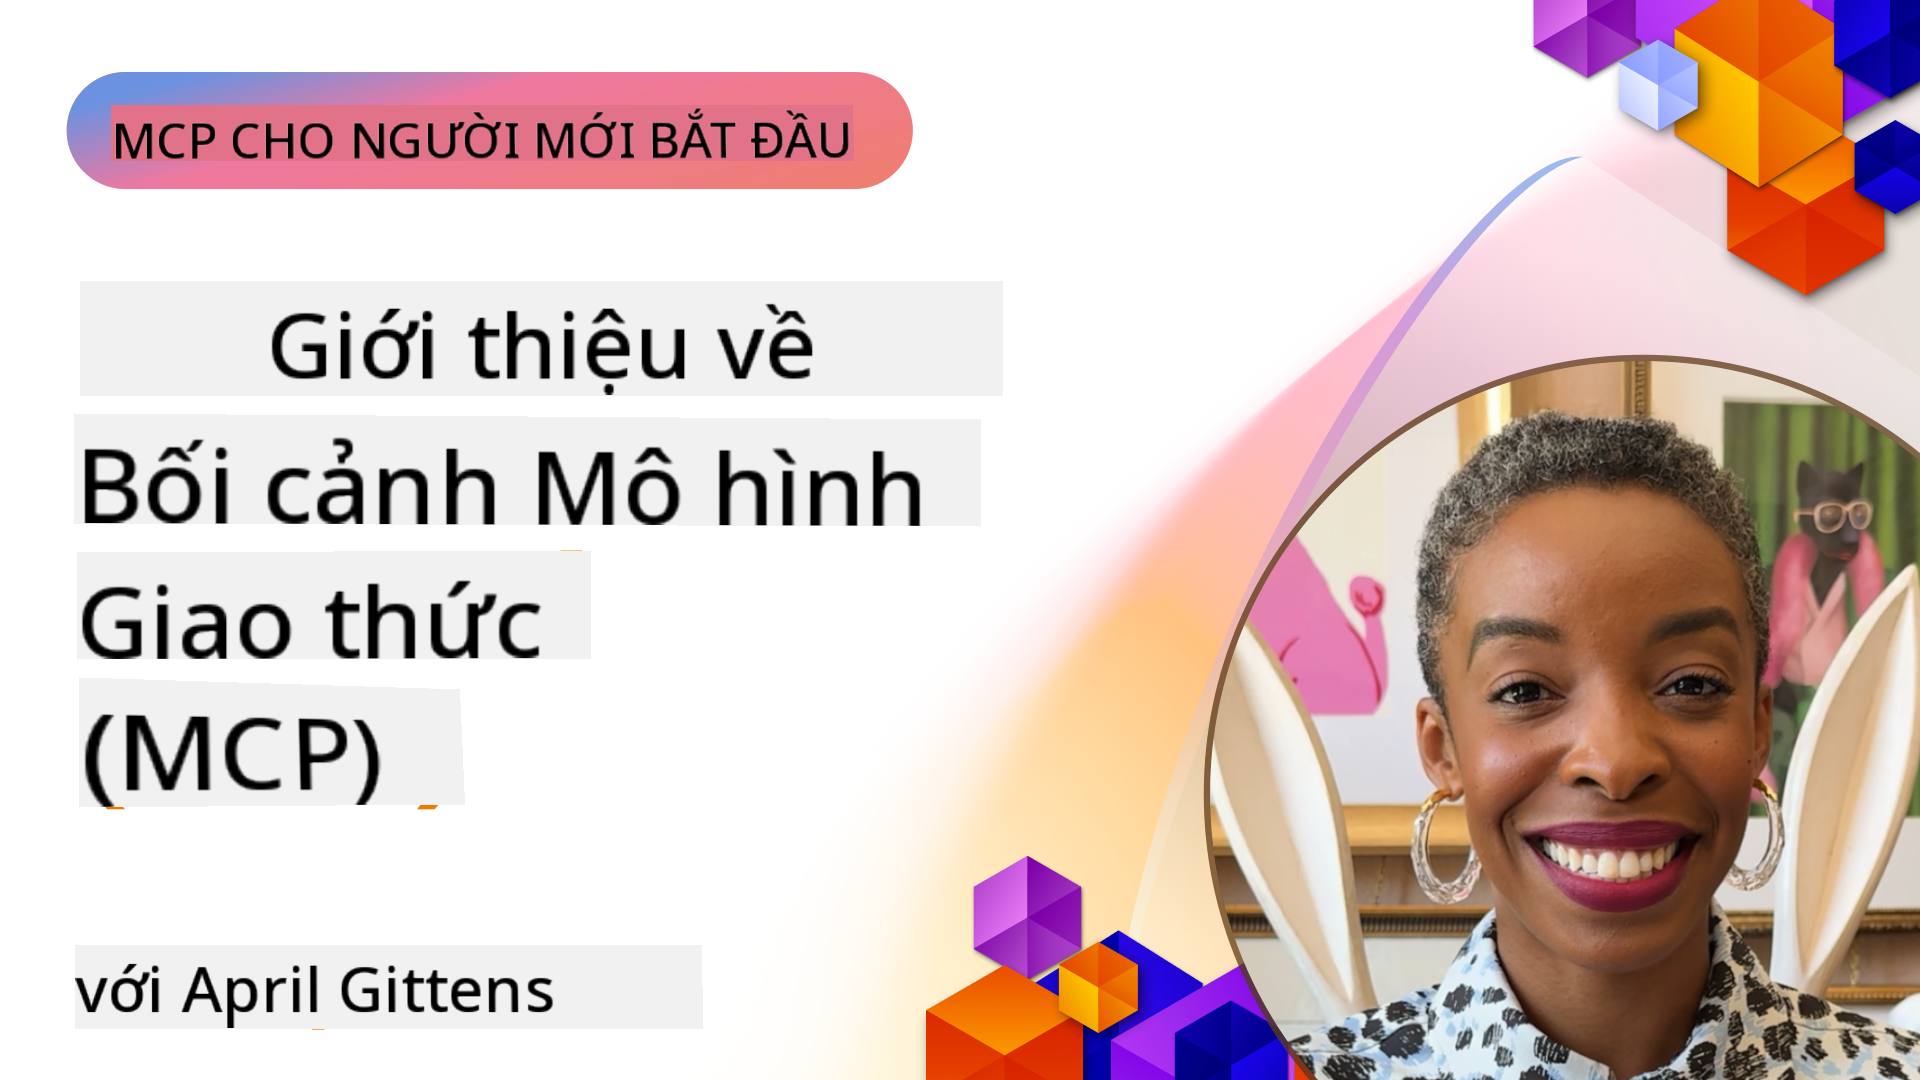 MCP CHO NGƯỜI MỚI BẮT ĐẦU
Giới thiệu về
Bối cảnh Mô hình
Giao thức
(MCP)
với April Gittens